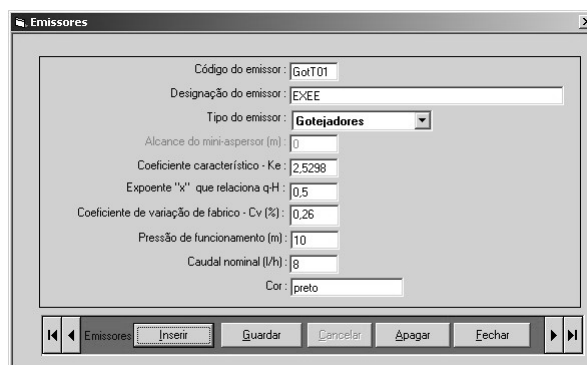 Emissores
Código do emissor : GotT01
Designação do emissor : EXEE
Tipo do emissor : Gotejadores
Alcance do mini-aspersor (m) : 0
Coeficiente característico - Ke : 2,5298
Expoente "x" que relaciona q-H : 0,5
Coeficiente de variação de fabrico - Cv (%) : 0,26
Pressão de funcionamento (m) : 10
Caudal nominal (l/h) : 8
Cor : preto
Emissores Inserir Guardar Cancelar Apagar Fechar